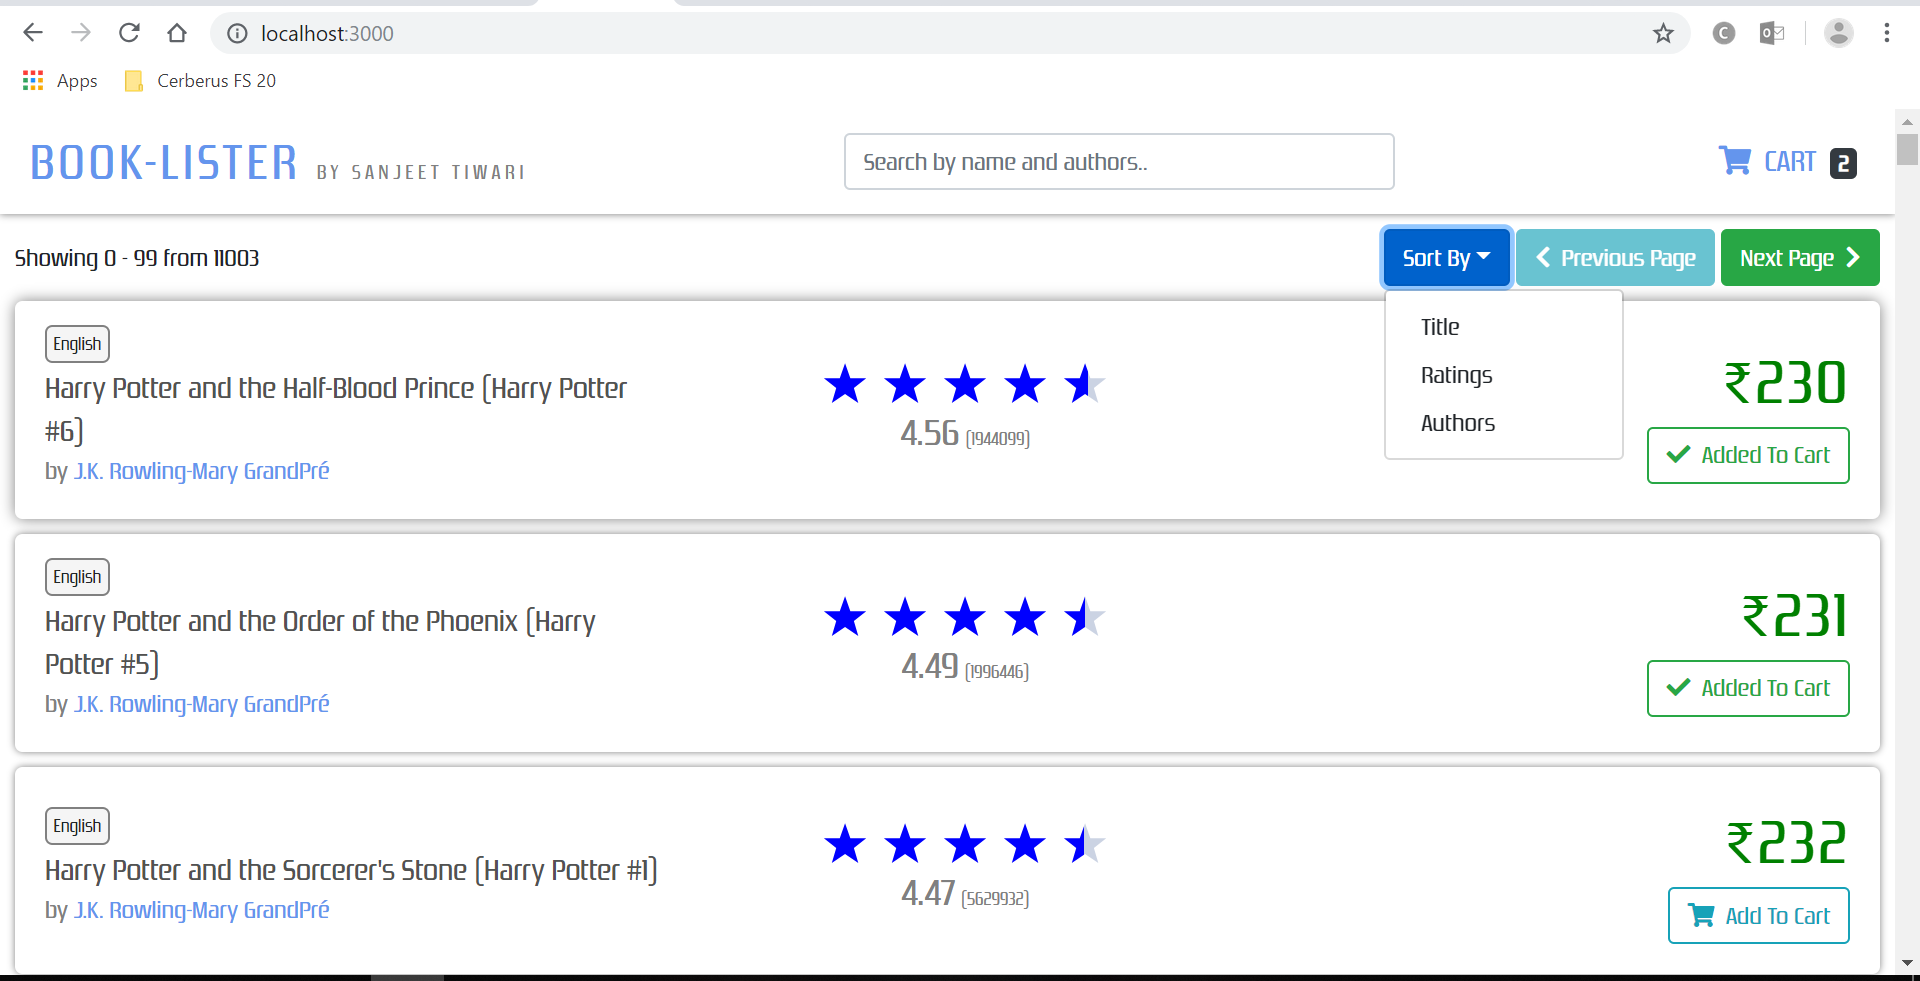 localhost:3000
Apps
Cerberus FS 20
BOOK-LISTER BY SANJEET TIWARI
Search by name and authors..
CART 2
Showing 0 - 99 from 11003
Sort By
Previous Page
Next Page
Title
Ratings
Authors
English
Harry Potter and the Half-Blood Prince (Harry Potter
#6)
by J.K. Rowling-Mary GrandPré
4.56 (1944099)
₹230
Added To Cart
English
Harry Potter and the Order of the Phoenix (Harry
Potter #5)
by J.K. Rowling-Mary GrandPré
4.49 (1996446)
₹231
Added To Cart
English
Harry Potter and the Sorcerer's Stone (Harry Potter #1)
by J.K. Rowling-Mary GrandPré
4.47 (5629932)
₹232
Add To Cart